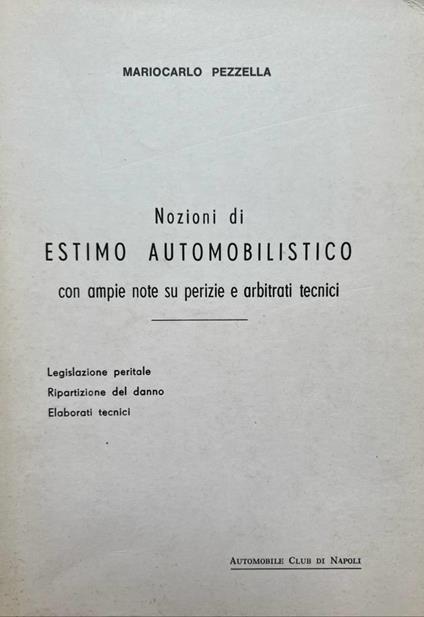 MARIOCARLO PEZZELLA
Nozioni di
ESTIMO AUTOMOBILISTICO
con ampie note su perizie e arbitrati tecnici
Legislazione peritale
Ripartizione del danno
Elaborati tecnici
AUTOMOBILE CLUB DI NAPOLI